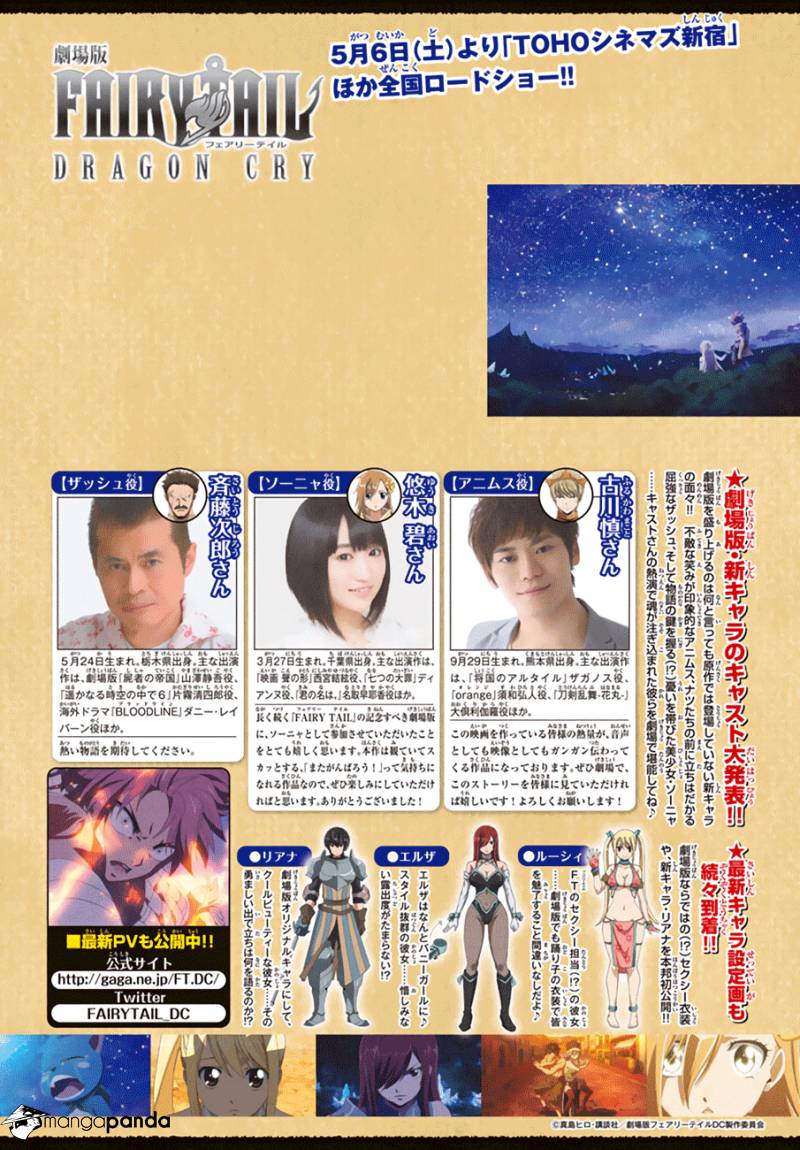 劇場版
FAIRY TAIL
フェアリーテイル
DRAGON CRY
5月6日(土)より「TOHOシネマズ新宿」
ほか全国ロードショー!!
★劇場版・新キャラのキャスト大発表!!
劇場版を盛り上げるのは何と言っても原作では登場していない新キャラ
の面々!! 不敵な笑みが印象的なアニムス、ナツたちの前に立ちはだかる
屈強なザッシュ、そして物語の鍵を握る(!?)憂いを帯びた美少女・ソーニャ
……キャストさんの熱演で魂が注ぎ込まれた彼らを劇場で堪能してね♪
【アニムス役】
古川慎さん
9月29日生まれ。熊本県出身。主な出演作
は、「将国のアルタイル」ザガノス役、
「orange」須和弘人役、「刀剣乱舞-花丸-」
大倶利伽羅役ほか。
この映画を作っている皆様の熱量が、音声
としても映像としてもガンガン伝わって
くる作品になっております。ぜひ劇場で、
このストーリーを皆様に見ていただけれ
ば嬉しいです!よろしくお願いします!
【ソーニャ役】
悠木 碧さん
3月27日生まれ。千葉県出身。主な出演作は、
「映画 聲の形」西宮結絃役、「七つの大罪」ディ
アンヌ役、「君の名は。」名取早耶香役ほか。
長く続く『FAIRY TAIL』の記念すべき劇場版
に、ソーニャとして参加させていただいたこ
とをとても嬉しく思います。本作は観ていてス
カッとする、「またがんばろう!」って気持ちに
なれる作品なので、ぜひ楽しみにしていただけ
ればと思います。ありがとうございました!
【ザッシュ役】
斉藤次郎さん
5月24日生まれ。栃木県出身。主な出演
作は、劇場版「屍者の帝国」山澤静吾役、
「遥かなる時空の中で6」片霧清四郎役、
海外ドラマ「BLOODLINE」ダニー・レイ
バーン役ほか。
熱い物語を期待してください。
★最新キャラ設定画も
続々到着!!
劇場版ならではの(!?)セクシー衣装
や、新キャラ・リアナを本邦初公開!!
●ルーシィ
F.Tのセクシー担当(!?)の彼女
……劇場版でも踊り子の衣装で皆
を魅了すること間違いなしだよ♪
●エルザ
エルザはなんとバニーガールに♪
スタイル抜群の彼女……惜しみな
い露出度がたまらない!?
●リアナ
劇場版オリジナルキャラにして、
クールビューティーな彼女……その
勇ましい出で立ちは何を語るのか!?
■最新PVも公開中!!
公式サイト
http://gaga.ne.jp/FT.DC/
Twitter
FAIRYTAIL_DC
mangapanda
©真島ヒロ・講談社/劇場版フェアリーテイルDC製作委員会